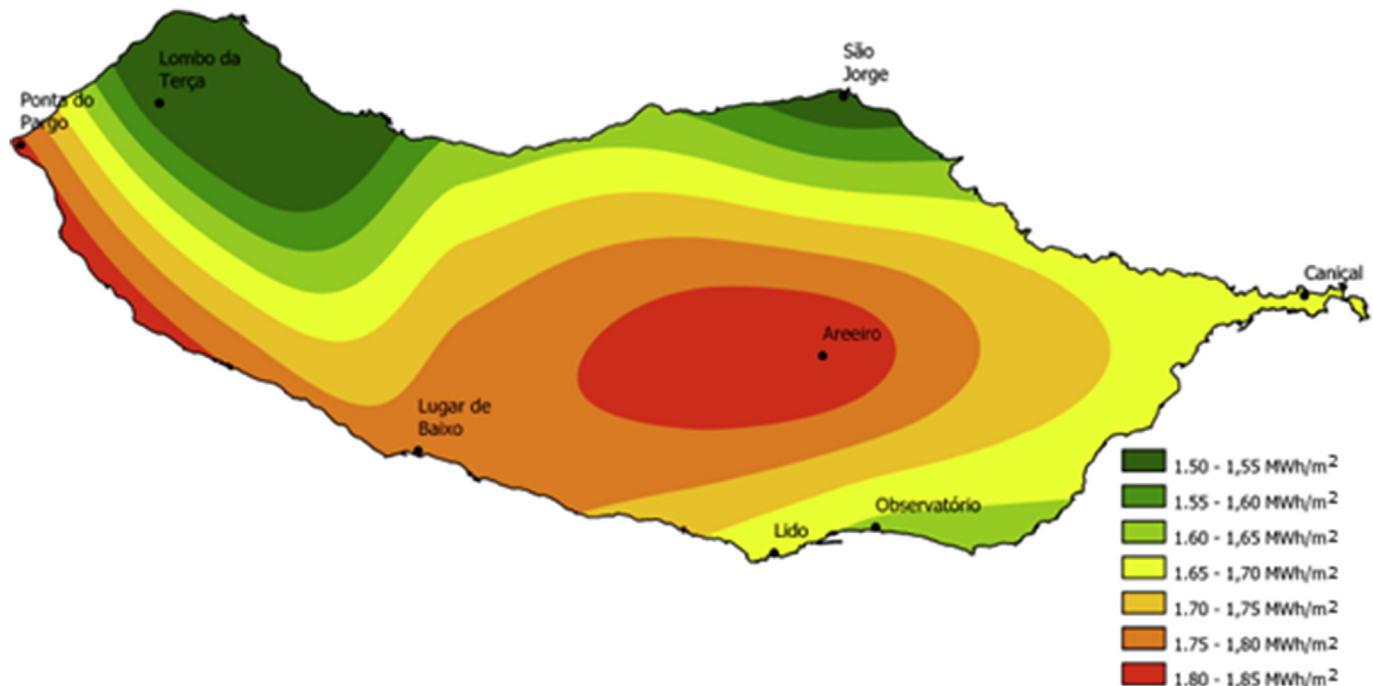 Lombo da
Terça
Ponta do
Pargo
São
Jorge
Caniçal
Areeiro
Lugar de
Baixo
Observatório
Lido
1.50 - 1,55 MWh/m2
1.55 - 1,60 MWh/m2
1.60 - 1,65 MWh/m2
1.65 - 1,70 MWh/m2
1.70 - 1,75 MWh/m2
1.75 - 1,80 MWh/m2
1.80 - 1,85 MWh/m2